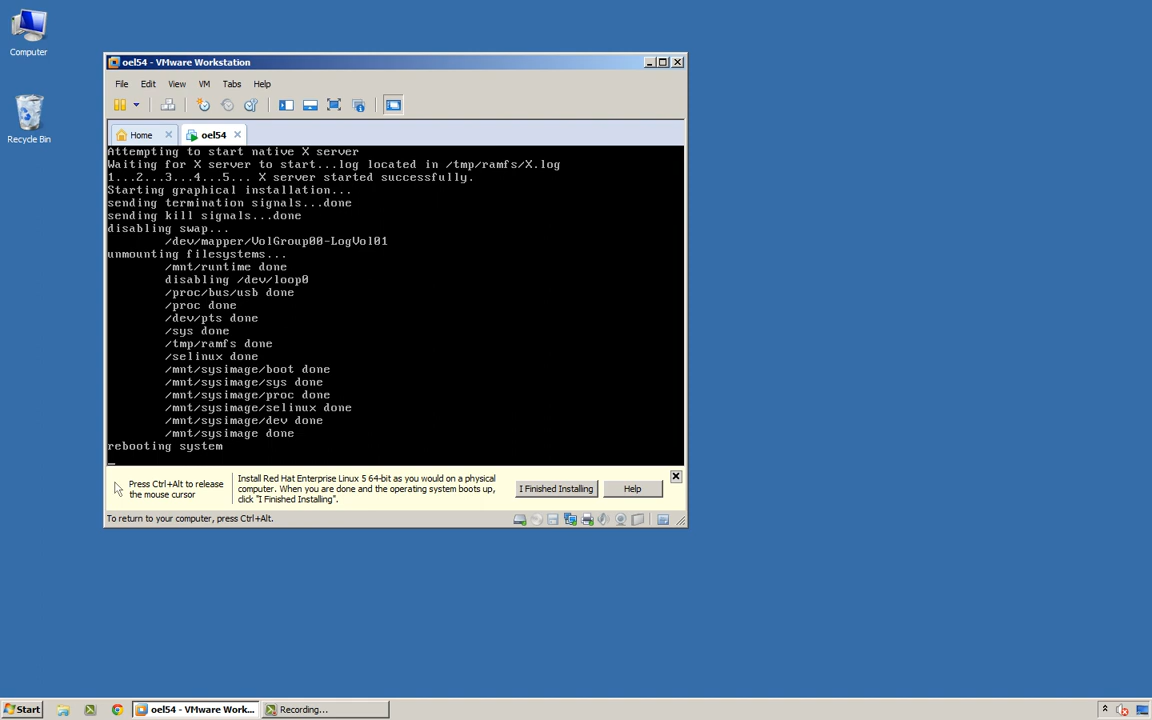 Computer
Recycle Bin
oel54 - VMware Workstation
File Edit View VM Tabs Help
Home
oel54
Attempting to start native X server
Waiting for X server to start...log located in /tmp/ramfs/X.log
1...2...3...4...5... X server started successfully.
Starting graphical installation...
sending termination signals...done
sending kill signals...done
disabling swap...
/dev/mapper/VolGroup00-LogVol01
unmounting filesystems...
/mnt/runtime done
disabling /dev/loop0
/proc/bus/usb done
/proc done
/dev/pts done
/sys done
/tmp/ramfs done
/selinux done
/mnt/sysimage/boot done
/mnt/sysimage/sys done
/mnt/sysimage/proc done
/mnt/sysimage/selinux done
/mnt/sysimage/dev done
/mnt/sysimage done
rebooting system
Press Ctrl+Alt to release
the mouse cursor
Install Red Hat Enterprise Linux 5 64-bit as you would on a physical
computer. When you are done and the operating system boots up,
click "I Finished Installing".
I Finished Installing
Help
To return to your computer, press Ctrl+Alt.
Start
oel54 - VMware Work...
Recording...